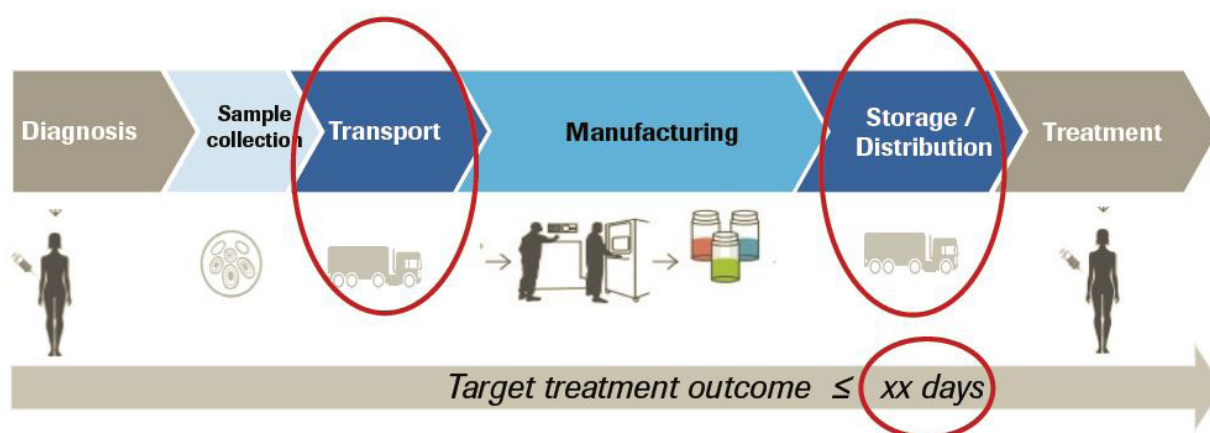 Diagnosis
Sample
collection
Transport
Manufacturing
Storage /
Distribution
Treatment
Target treatment outcome ≤ xx days